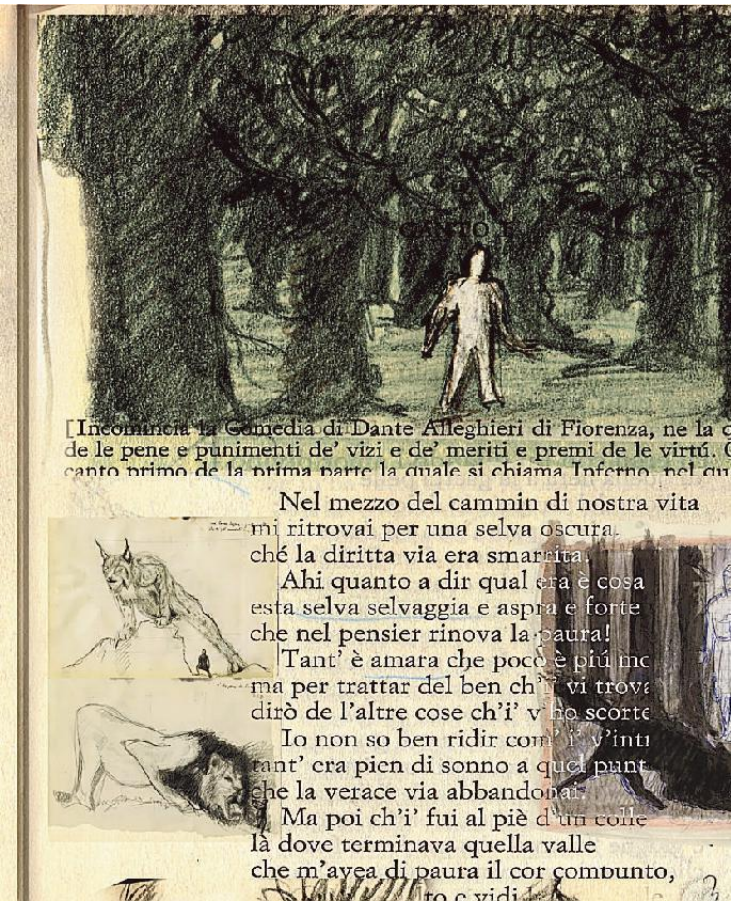 CANTO I
[Incomincia la Comedia di Dante Alleghieri di Fiorenza, ne la
de le pene e punimenti de' vizi e de' meriti e premi de le virtú.
canto primo de la prima parte la quale si chiama Inferno, nel
Nel mezzo del cammin di nostra vita
mi ritrovai per una selva oscura,
ché la diritta via era smarrita.
Ahi quanto a dir qual era è cosa
esta selva selvaggia e aspra e forte
che nel pensier rinova la paura!
Tant' è amara che poco è piú
ma per trattar del ben ch'i' vi
dirò de l'altre cose ch'i' v'ho
Io non so ben ridir com' i' v'
tant' era pien di sonno a quel
che la verace via abbandonai.
Ma poi ch'i' fui al piè d'un colle
là dove terminava quella valle
che m'avea di paura il cor compunto,
e vidi